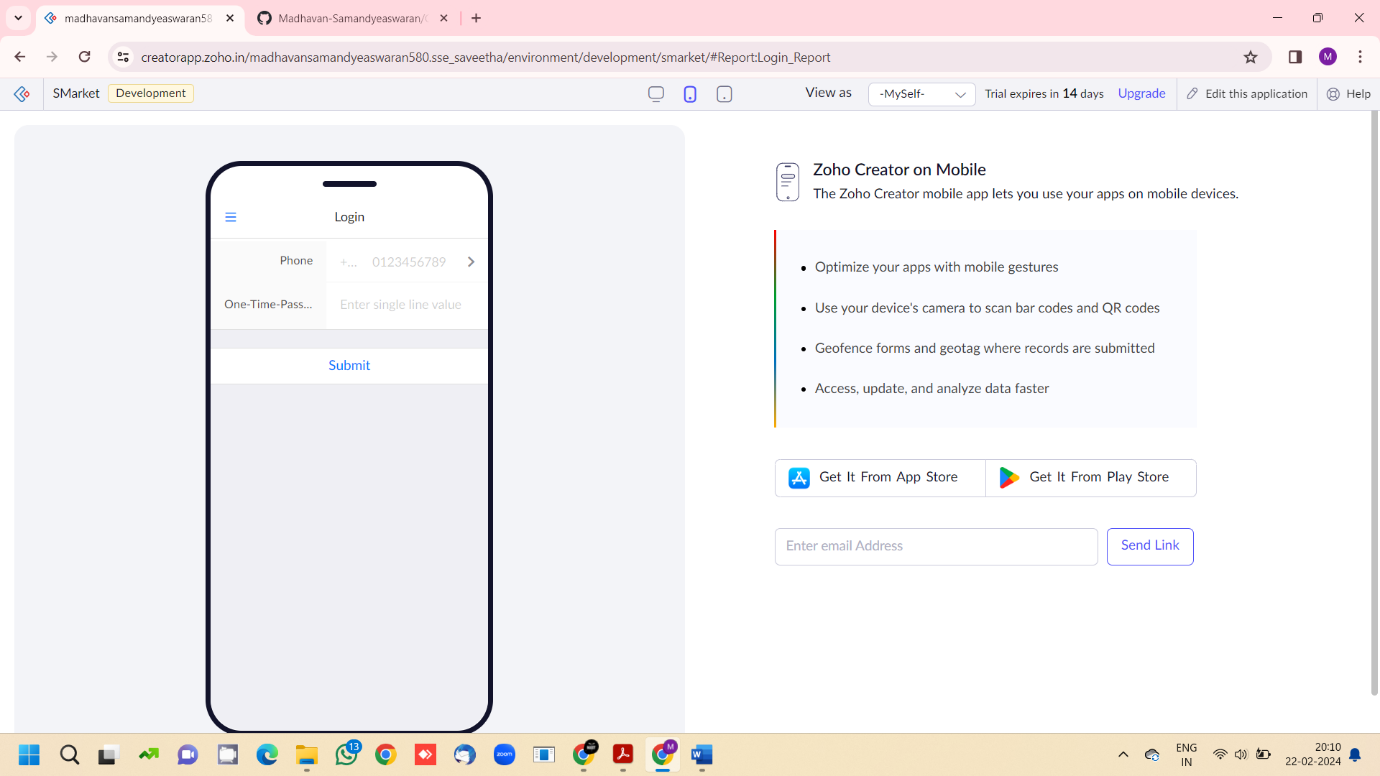 madhavansamandyeaswaran58
Madhavan-Samandyeaswaran/
creatorapp.zoho.in/madhavansamandyeaswaran580.sse_saveetha/environment/development/smarket/#Report:Login_Report
M
SMarket
Development
View as
-MySelf-
Trial expires in 14 days
Upgrade
Edit this application
Help
Login
Phone
+...
0123456789
One-Time-Pass...
Enter single line value
Submit
Zoho Creator on Mobile
The Zoho Creator mobile app lets you use your apps on mobile devices.
Optimize your apps with mobile gestures
Use your device's camera to scan bar codes and QR codes
Geofence forms and geotag where records are submitted
Access, update, and analyze data faster
Get It From App Store
Get It From Play Store
Enter email Address
Send Link
13
zoom
M
W
ENG
IN
20:10
22-02-2024